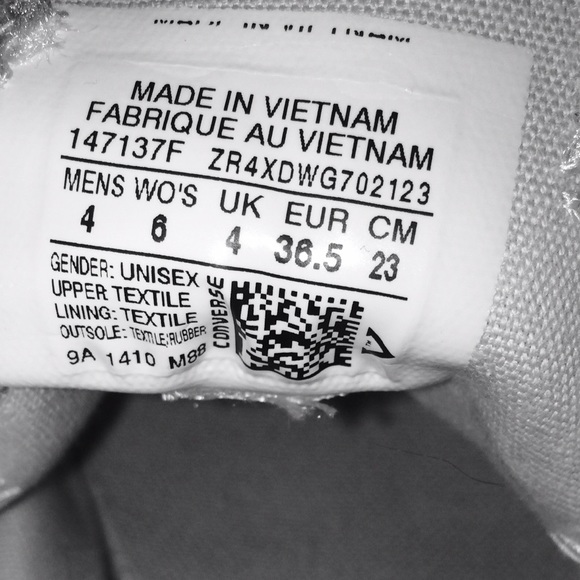 MADE IN VIETNAM
FABRIQUE AU VIETNAM
147137F ZR4XDWG702123
MENS WO'S UK EUR CM
4 6 4 36.5 23
GENDER: UNISEX
UPPER TEXTILE
LINING: TEXTILE
OUTSOLE: TEXTILE;RUBBER
9A 1410 M88
CONVERSE